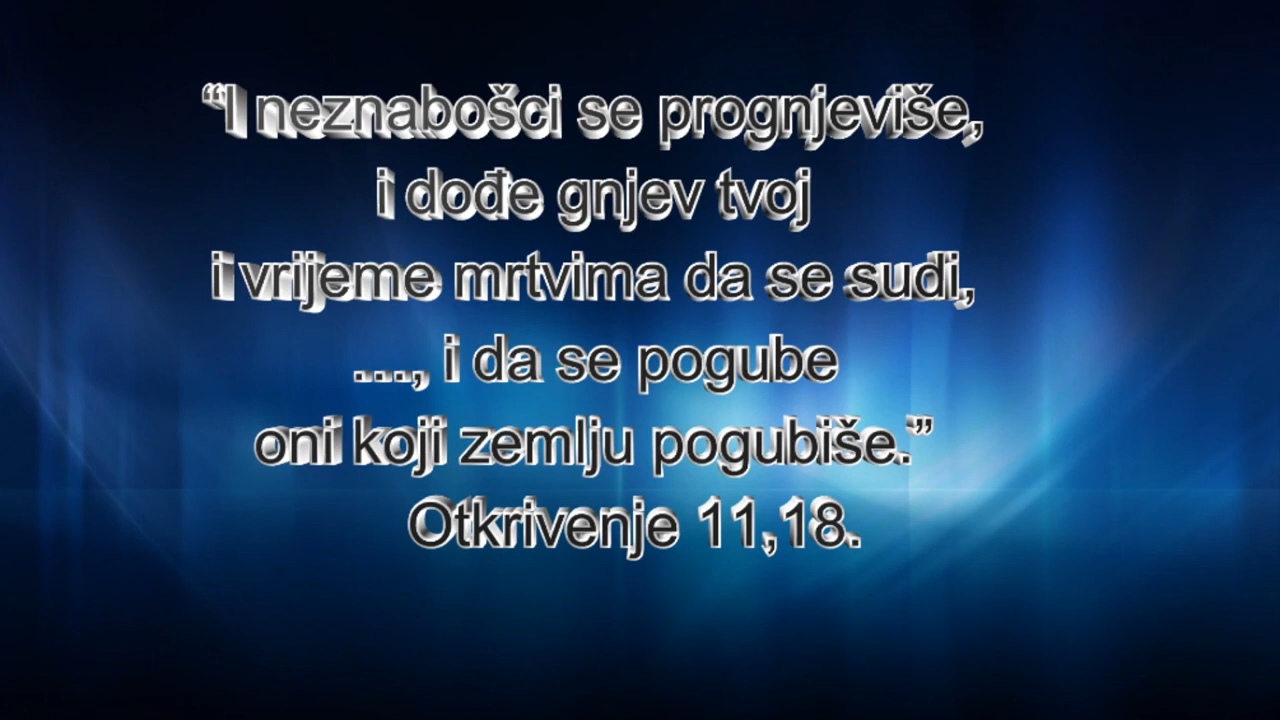 “I neznabošci se prognjeviše,
i dođe gnjev tvoj
i vrijeme mrtvima da se sudi,
...., i da se pogube
oni koji zemlju pogubiše.”
Otkrivenje 11,18.